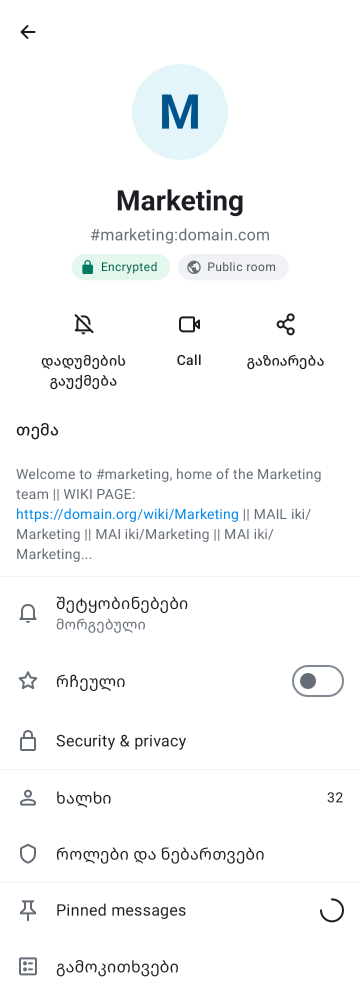 M
Marketing
#marketing:domain.com
Encrypted
Public room
დადუმების
გაუქმება
Call
გაზიარება
თემა
Welcome to #marketing, home of the Marketing
team || WIKI PAGE:
https://domain.org/wiki/Marketing || MAIL iki/
Marketing || MAI iki/Marketing || MAI iki/
Marketing...
შეტყობინებები
მორგებული
რჩეული
Security & privacy
ხალხი
32
როლები და ნებართვები
Pinned messages
გამოკითხვები